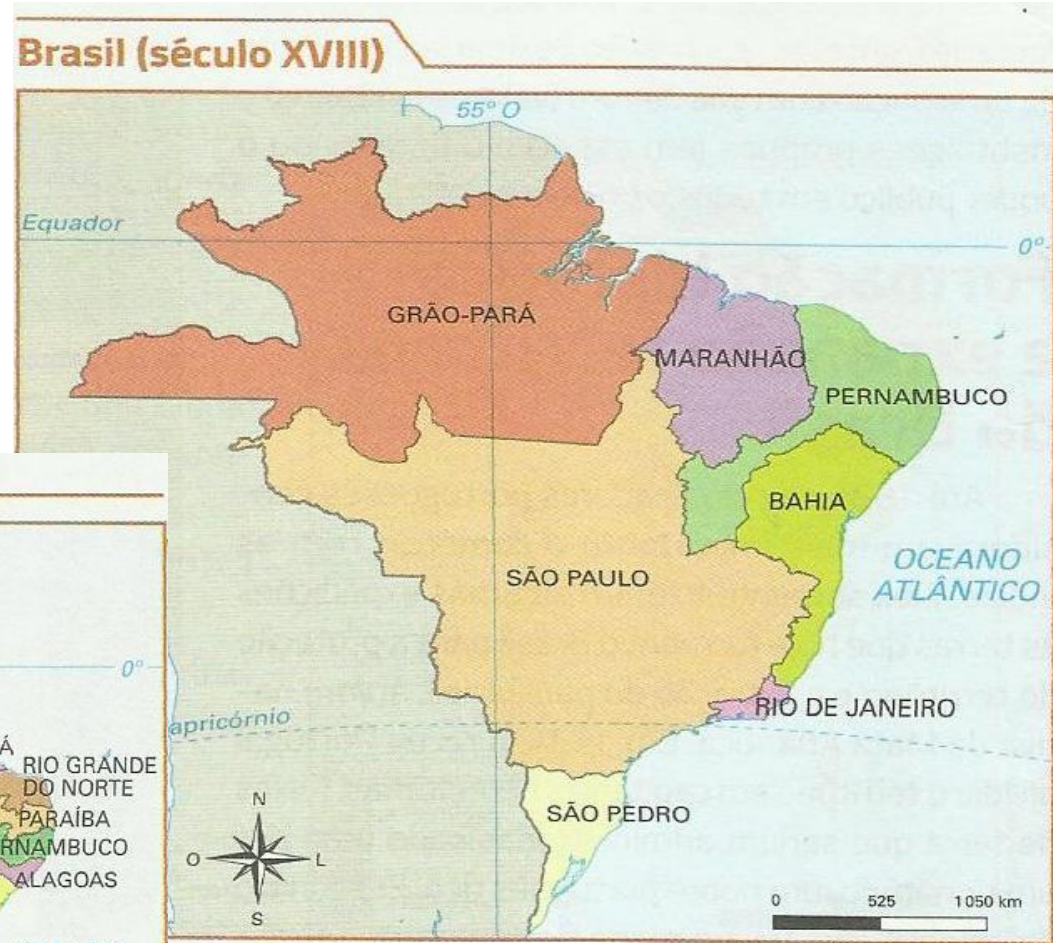 Brasil (século XVIII)
55° O
Equador
0°
GRÃO-PARÁ
MARANHÃO
PERNAMBUCO
BAHIA
OCEANO
ATLÂNTICO
SÃO PAULO
RIO DE JANEIRO
apricórnio
SÃO PEDRO
N
O
L
S
0 525 1 050 km
0°
Á
RIO GRANDE
DO NORTE
PARAÍBA
RNAMBUCO
ALAGOAS